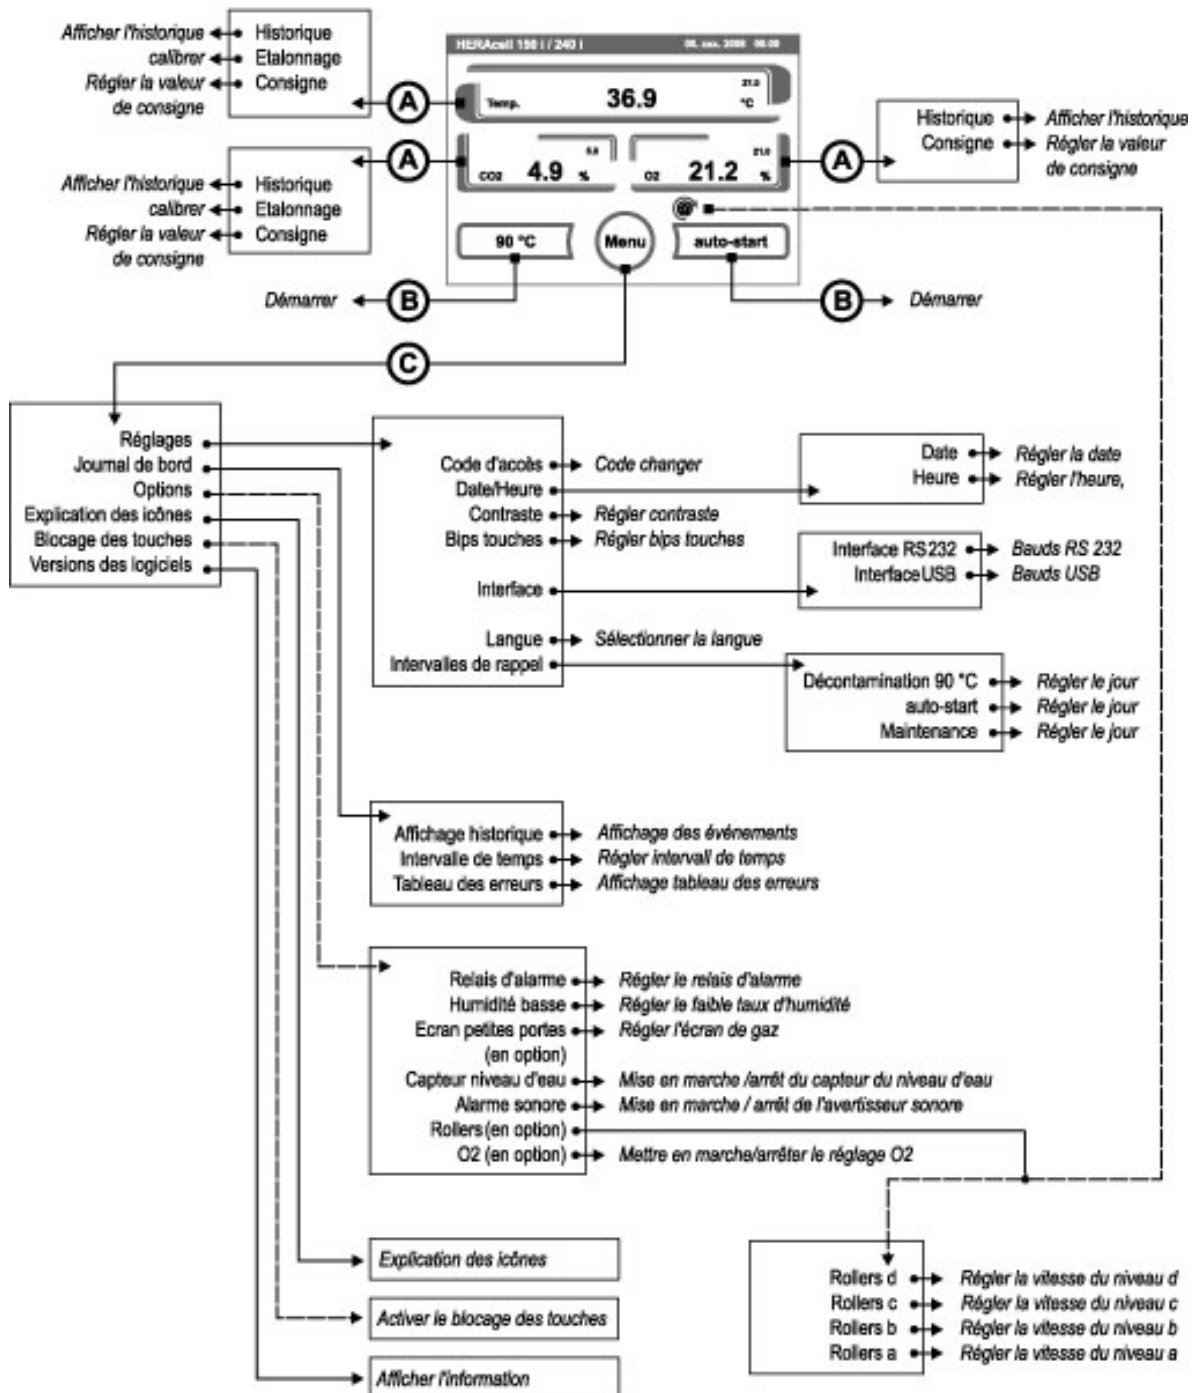 HERAcell 150 i / 240 i
Afficher l'historique
Historique
calibrer
Etalonnage
Régler la valeur
de consigne
Consigne
A
Temp.
36.9
°C
A
CO2
4.9
%
O2
21.2
21.0
%
A
Historique
Afficher l'historique
Consigne
Régler la valeur
de consigne
Afficher l'historique
Historique
calibrer
Etalonnage
Régler la valeur
de consigne
Consigne
90 °C
Menu
auto-start
Démarrer
B
B
Démarrer
C
Réglages
Journal de bord
Options
Explication des icônes
Blocage des touches
Versions des logiciels
Code d'accès
Code changer
Date/Heure
Contraste
Régler contraste
Bips touches
Régler bips touches
Interface
Langue
Sélectionner la langue
Intervalles de rappel
Date
Régler la date
Heure
Régler l'heure,
Interface RS232
Bauds RS 232
Interface USB
Bauds USB
Décontamination 90 °C
Régler le jour
auto-start
Régler le jour
Maintenance
Régler le jour
Affichage historique
Affichage des événements
Intervalle de temps
Régler intervall de temps
Tableau des erreurs
Affichage tableau des erreurs
Relais d'alarme
Régler le relais d'alarme
Humidité basse
Régler le faible taux d'humidité
Ecran petites portes
(en option)
Régler l'écran de gaz
Capteur niveau d'eau
Mise en marche /arrêt du capteur du niveau d'eau
Alarme sonore
Mise en marche / arrêt de l'avertisseur sonore
Rollers (en option)
O2 (en option)
Mettre en marche/arrêter le réglage O2
Explication des icônes
Activer le blocage des touches
Afficher l'information
Rollers d
Régler la vitesse du niveau d
Rollers c
Régler la vitesse du niveau c
Rollers b
Régler la vitesse du niveau b
Rollers a
Régler la vitesse du niveau a